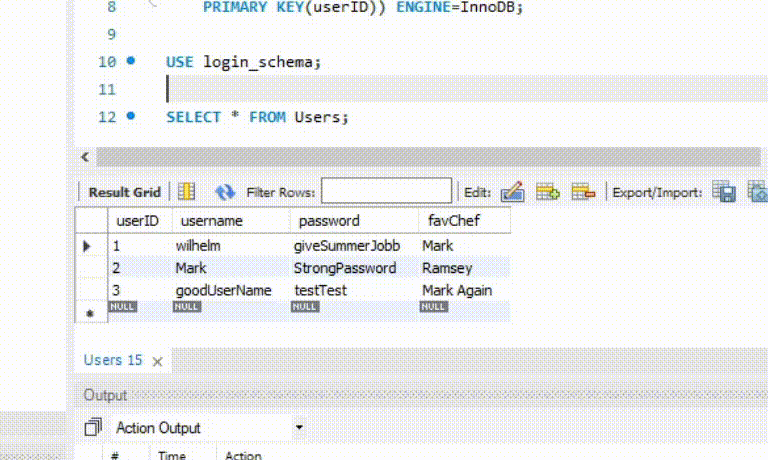 8 PRIMARY KEY(userID)) ENGINE=InnoDB;
9
10 USE login_schema;
11
12 SELECT * FROM Users;
Result Grid Filter Rows: Edit: Export/Import:
userID username password favChef
1 wilhelm giveSummerJobb Mark
2 Mark StrongPassword Ramsey
3 goodUserName testTest Mark Again
NULL NULL NULL NULL
Users 15
Output
Action Output
# Time Action